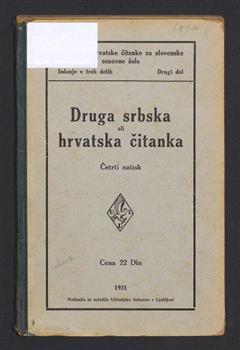 rvatske čitanke za slovenske
osnovne šole
Izdanje v treh delih Drugi del
Druga srbska
ali
hrvatska čitanka
Četrti natisk
Cena 22 Din
1931
Natisnila in založila Učiteljska tiskarna v Ljubljani